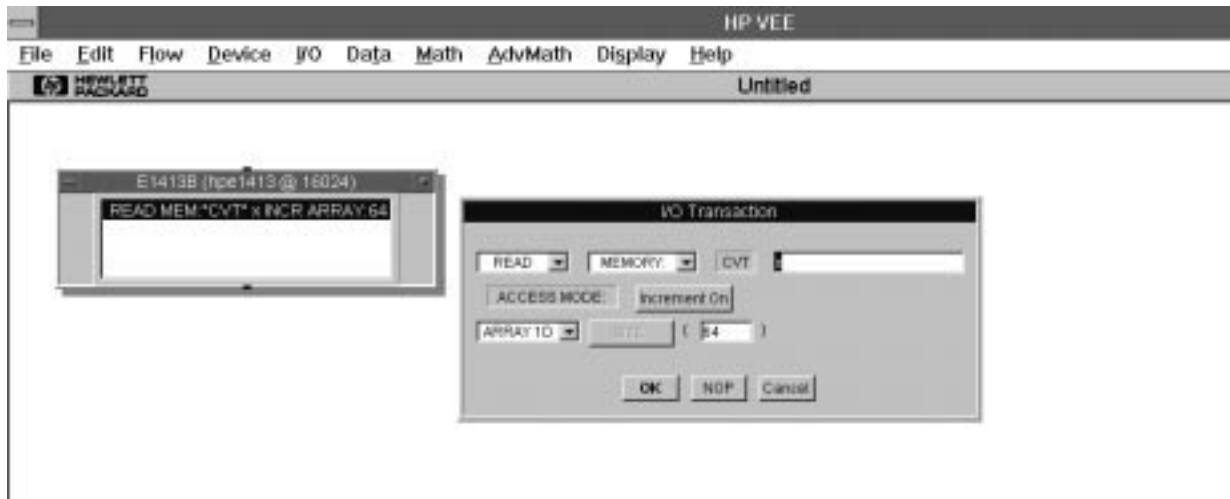 HP VEE
File Edit Flow Device I/O Data Math AdvMath Display Help
HEWLETT
PACKARD
Untitled
E1413B (hpe1413 @ 16024)
READ MEM:"CVT" x INCR ARRAY:64
I/O Transaction
READ MEMORY: CVT
ACCESS MODE: Increment On
ARRAY 1D ( 64 )
OK NOP Cancel